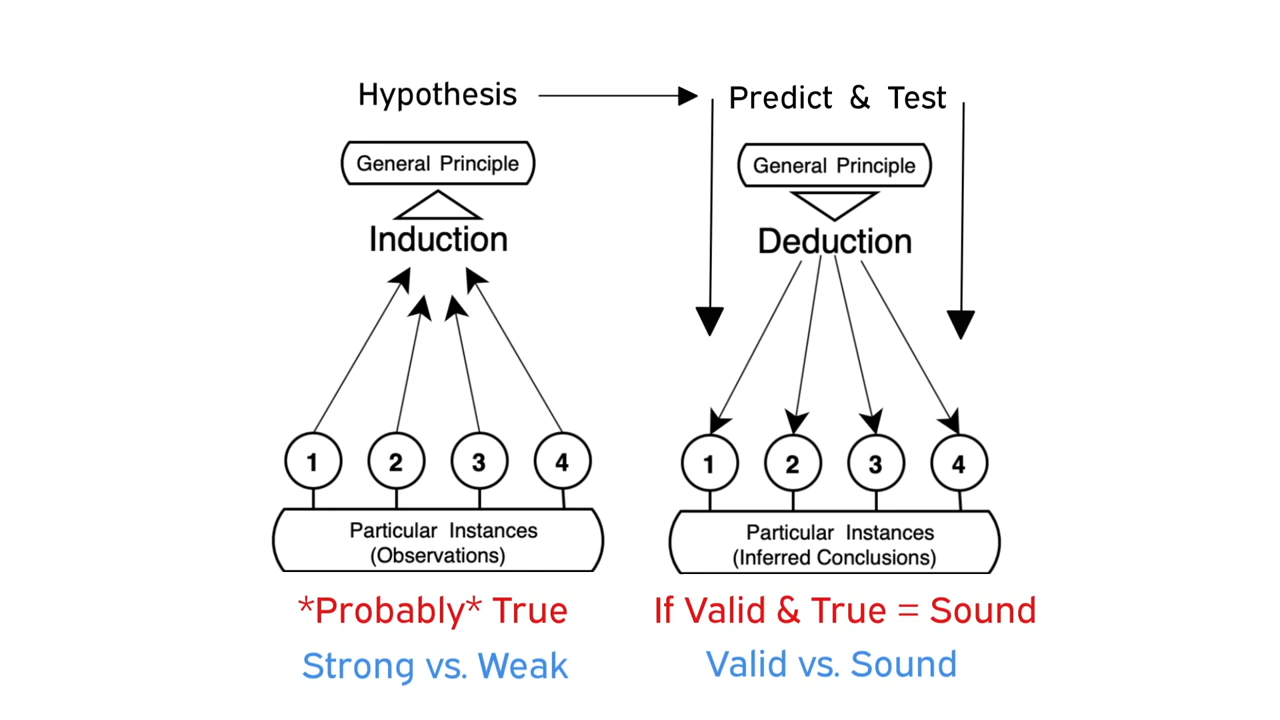 Hypothesis
Predict & Test
General Principle
General Principle
Induction
Deduction
1 2 3 4
1 2 3 4
Particular Instances
(Observations)
Particular Instances
(Inferred Conclusions)
*Probably* True
If Valid & True = Sound
Strong vs. Weak
Valid vs. Sound